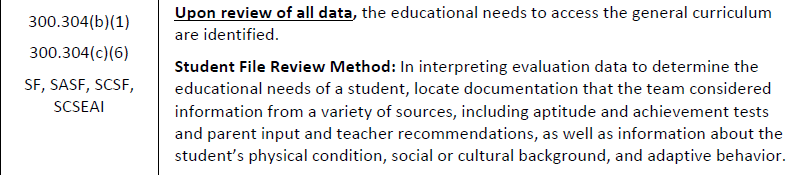 300.304(b)(1)
300.304(c)(6)
SF, SASF, SCSF,
SCSEAI
Upon review of all data, the educational needs to access the general curriculum
are identified.
Student File Review Method: In interpreting evaluation data to determine the
educational needs of a student, locate documentation that the team considered
information from a variety of sources, including aptitude and achievement tests
and parent input and teacher recommendations, as well as information about the
student’s physical condition, social or cultural background, and adaptive behavior.